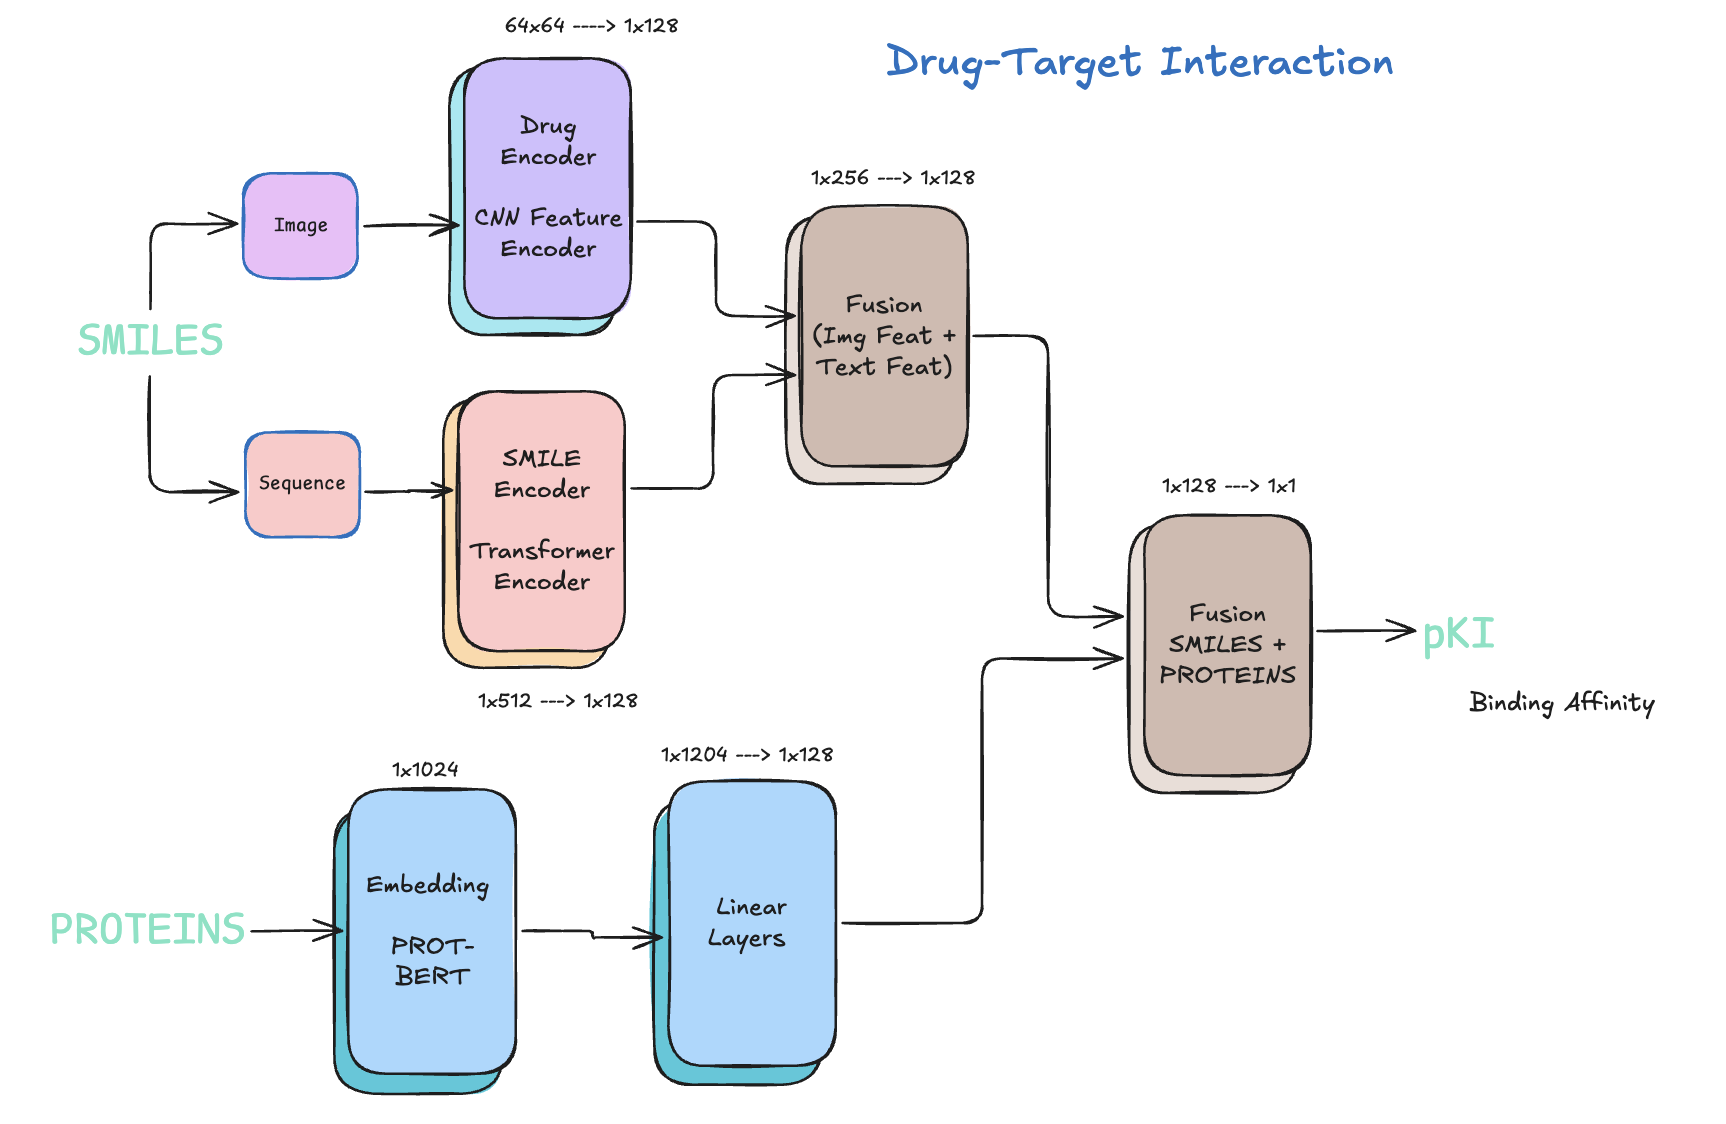 Drug-Target Interaction
64x64 ----> 1x128
Drug
Encoder
CNN Feature
Encoder
Image
SMILES
Sequence
SMILE
Encoder
Transformer
Encoder
1x512 ---> 1x128
1x256 ---> 1x128
Fusion
(Img Feat +
Text Feat)
1x128 ---> 1x1
Fusion
SMILES +
PROTEINS
pKI
Binding Affinity
PROTEINS
1x1024
Embedding
PROT-
BERT
1x1204 ---> 1x128
Linear
Layers